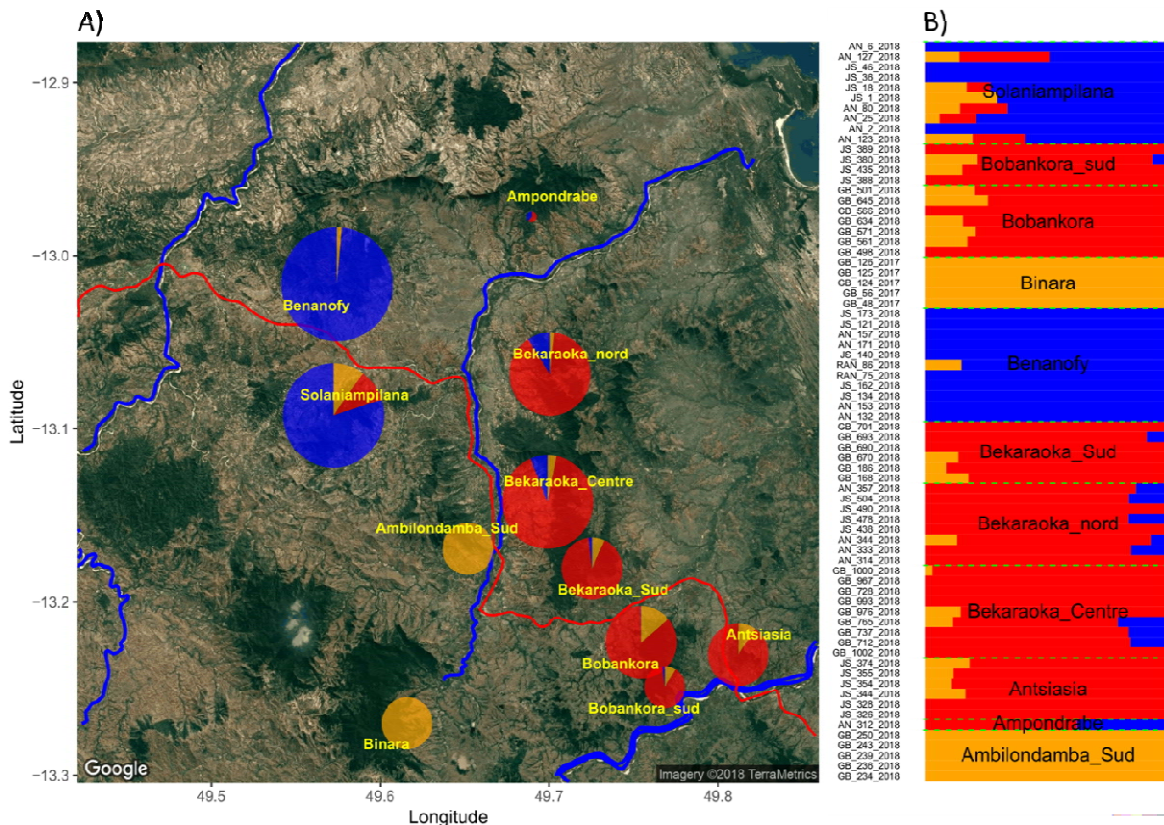 A)
B)
−12.9
−13.0
−13.1
−13.2
−13.3
Latitude
49.5
49.6
49.7
49.8
Longitude
Ampondrabe
Benanofy
Bekaraoka_nord
Solaniampilana
Bekaraoka_Centre
Ambilondamba_Sud
Bekaraoka_Sud
Antsiasia
Bobankora
Bobankora_sud
Binara
Google
Imagery ©2018 TerraMetrics
AN_6_2018
AN_127_2018
JS_46_2018
JS_36_2018
JS_18_2018
JS_1_2018
AN_80_2018
AN_25_2018
AN_2_2018
AN_123_2018
JS_389_2018
JS_380_2018
JS_435_2018
JS_388_2018
GB_501_2018
GB_645_2018
GB_566_2018
GB_634_2018
GB_571_2018
GB_561_2018
GB_498_2018
GB_126_2017
GB_125_2017
GB_124_2017
GB_56_2017
GB_48_2017
JS_173_2018
JS_121_2018
AN_157_2018
AN_171_2018
JS_140_2018
RAN_86_2018
RAN_75_2018
JS_162_2018
JS_134_2018
AN_153_2018
AN_132_2018
GB_701_2018
GB_693_2018
GB_690_2018
GB_670_2018
GB_186_2018
GB_168_2018
AN_357_2018
JS_504_2018
JS_490_2018
JS_478_2018
JS_438_2018
AN_344_2018
AN_333_2018
AN_314_2018
GB_1000_2018
GB_967_2018
GB_728_2018
GB_993_2018
GB_976_2018
GB_765_2018
GB_737_2018
GB_712_2018
GB_1002_2018
JS_374_2018
JS_355_2018
JS_354_2018
JS_344_2018
JS_328_2018
JS_326_2018
AN_312_2018
GB_250_2018
GB_243_2018
GB_239_2018
GB_236_2018
GB_234_2018
Solaniampilana
Bobankora_sud
Bobankora
Binara
Benanofy
Bekaraoka_Sud
Bekaraoka_nord
Bekaraoka_Centre
Antsiasia
Ampondrabe
Ambilondamba_Sud